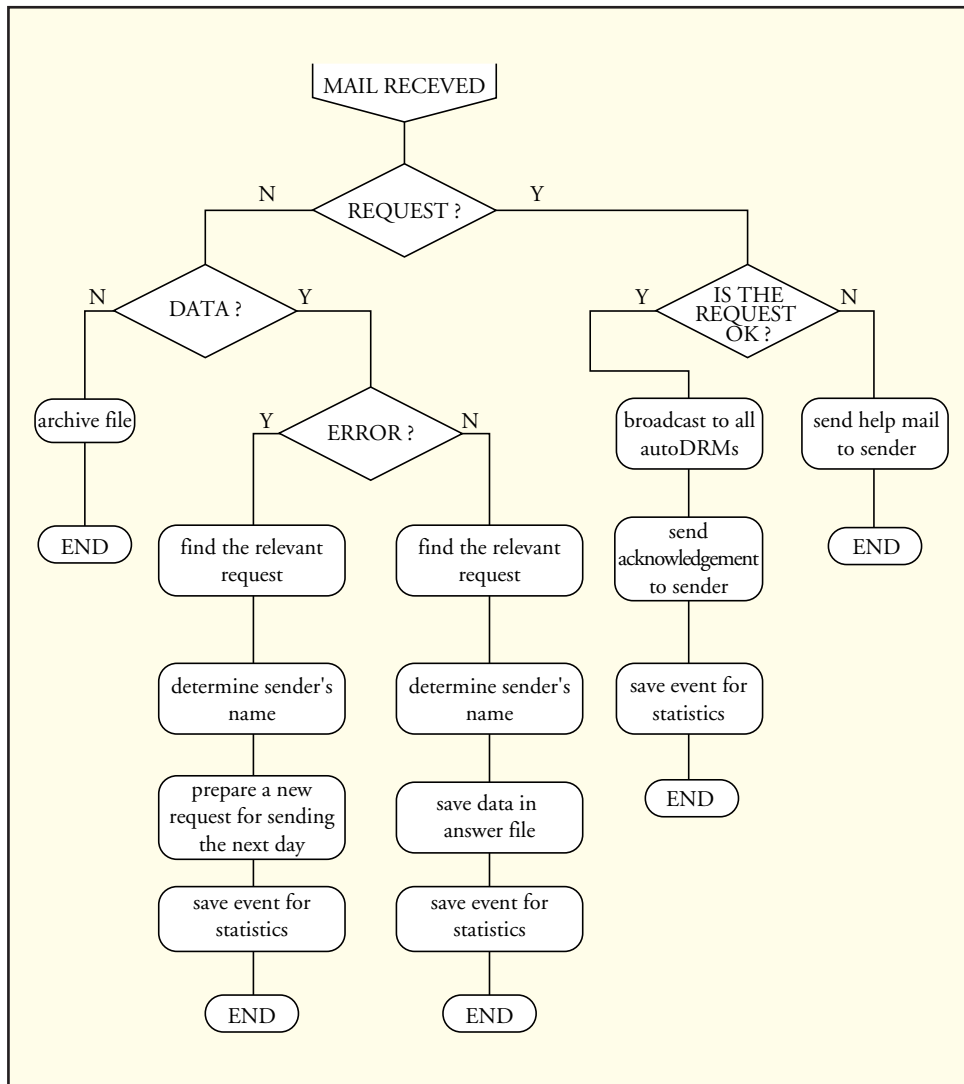 MAIL RECEVED
N
Y
REQUEST ?
N
DATA ?
Y
Y
IS THE
REQUEST
OK ?
N
archive file
Y
ERROR ?
N
broadcast to all
autoDRMs
send help mail
to sender
END
find the relevant
request
find the relevant
request
send
acknowledgement
to sender
END
determine sender's
name
determine sender's
name
save event for
statistics
prepare a new
request for sending
the next day
save data in
answer file
END
save event for
statistics
save event for
statistics
END
END